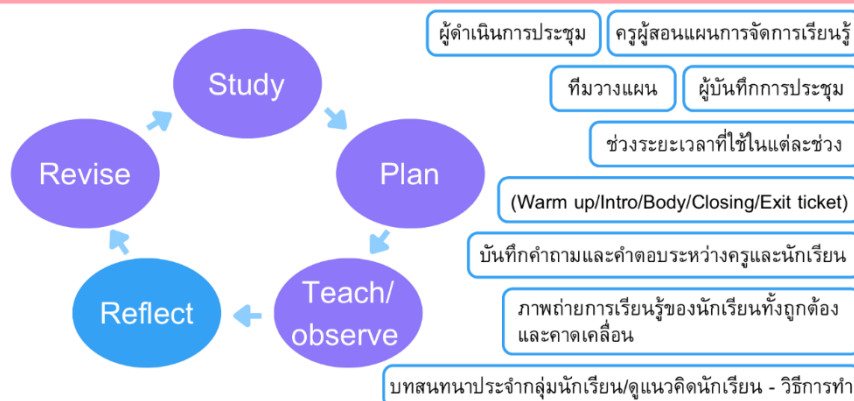 Study
Plan
Teach/
observe
Reflect
Revise
ผู้ดำเนินการประชุม
ครูผู้สอนแผนการจัดการเรียนรู้
ทีมวางแผน
ผู้บันทึกการประชุม
ช่วงระยะเวลาที่ใช้ในแต่ละช่วง
(Warm up/Intro/Body/Closing/Exit ticket)
บันทึกคำถามและคำตอบระหว่างครูและนักเรียน
ภาพถ่ายการเรียนรู้ของนักเรียนทั้งถูกต้อง
และคาดเคลื่อน
บทสนทนาประจำกลุ่มนักเรียน/ดูแนวคิดนักเรียน - วิธีการทำ